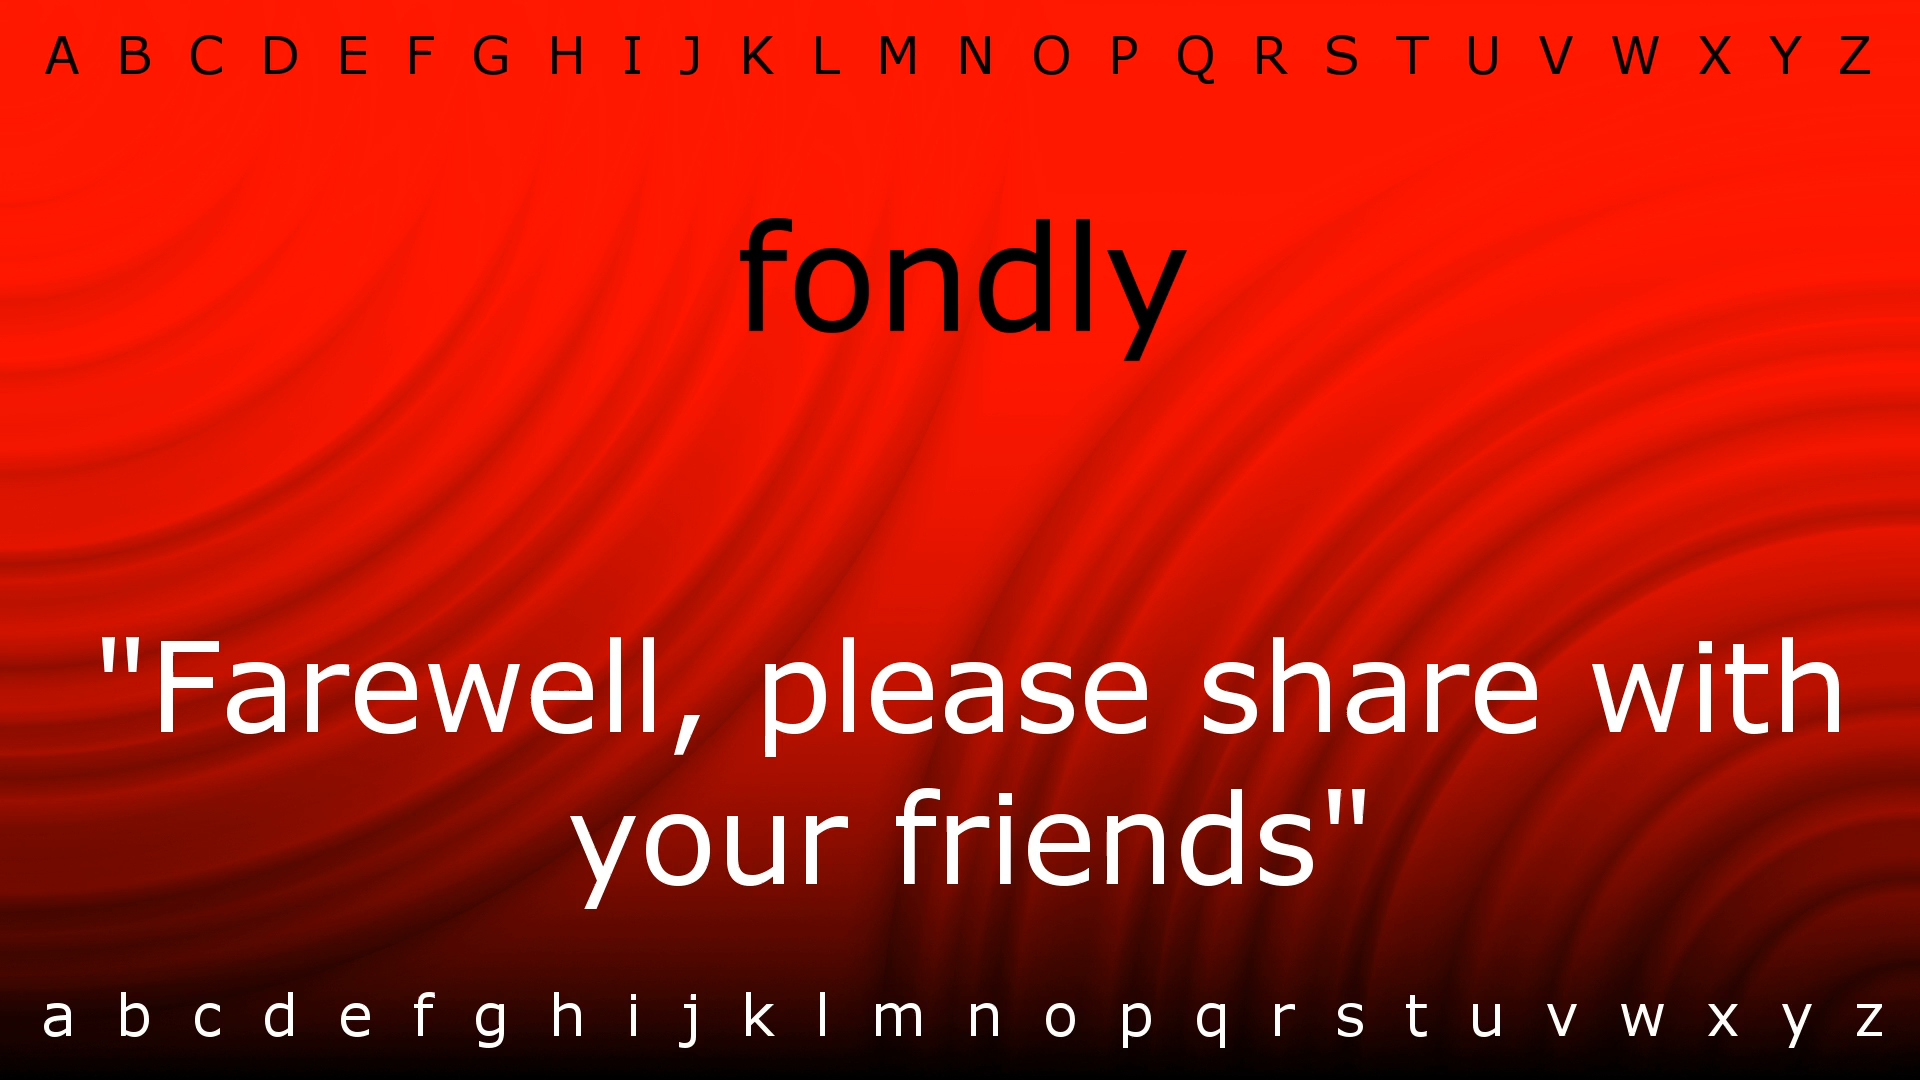 A B C D E F G H I J K L M N O P Q R S T U V W X Y Z
fondly
"Farewell, please share with
your friends"
a b c d e f g h i j k l m n o p q r s t u v w x y z